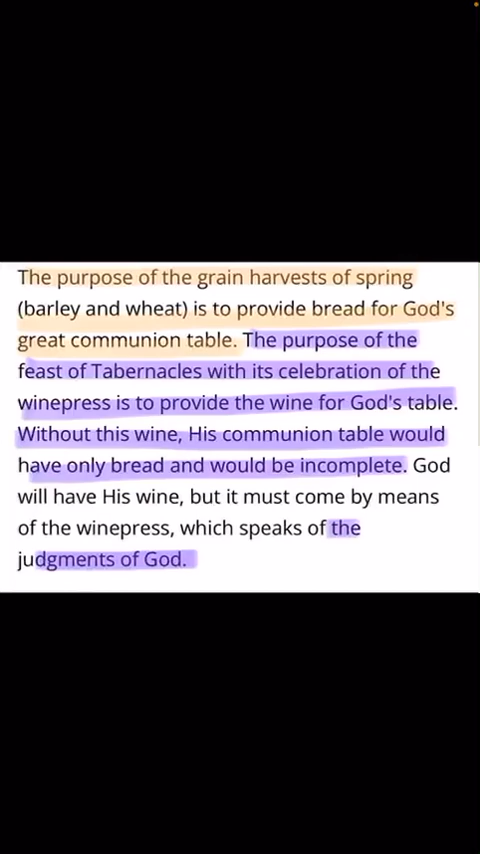 The purpose of the grain harvests of spring
(barley and wheat) is to provide bread for God's
great communion table. The purpose of the
feast of Tabernacles with its celebration of the
winepress is to provide the wine for God's table.
Without this wine, His communion table would
have only bread and would be incomplete. God
will have His wine, but it must come by means
of the winepress, which speaks of the
judgments of God.